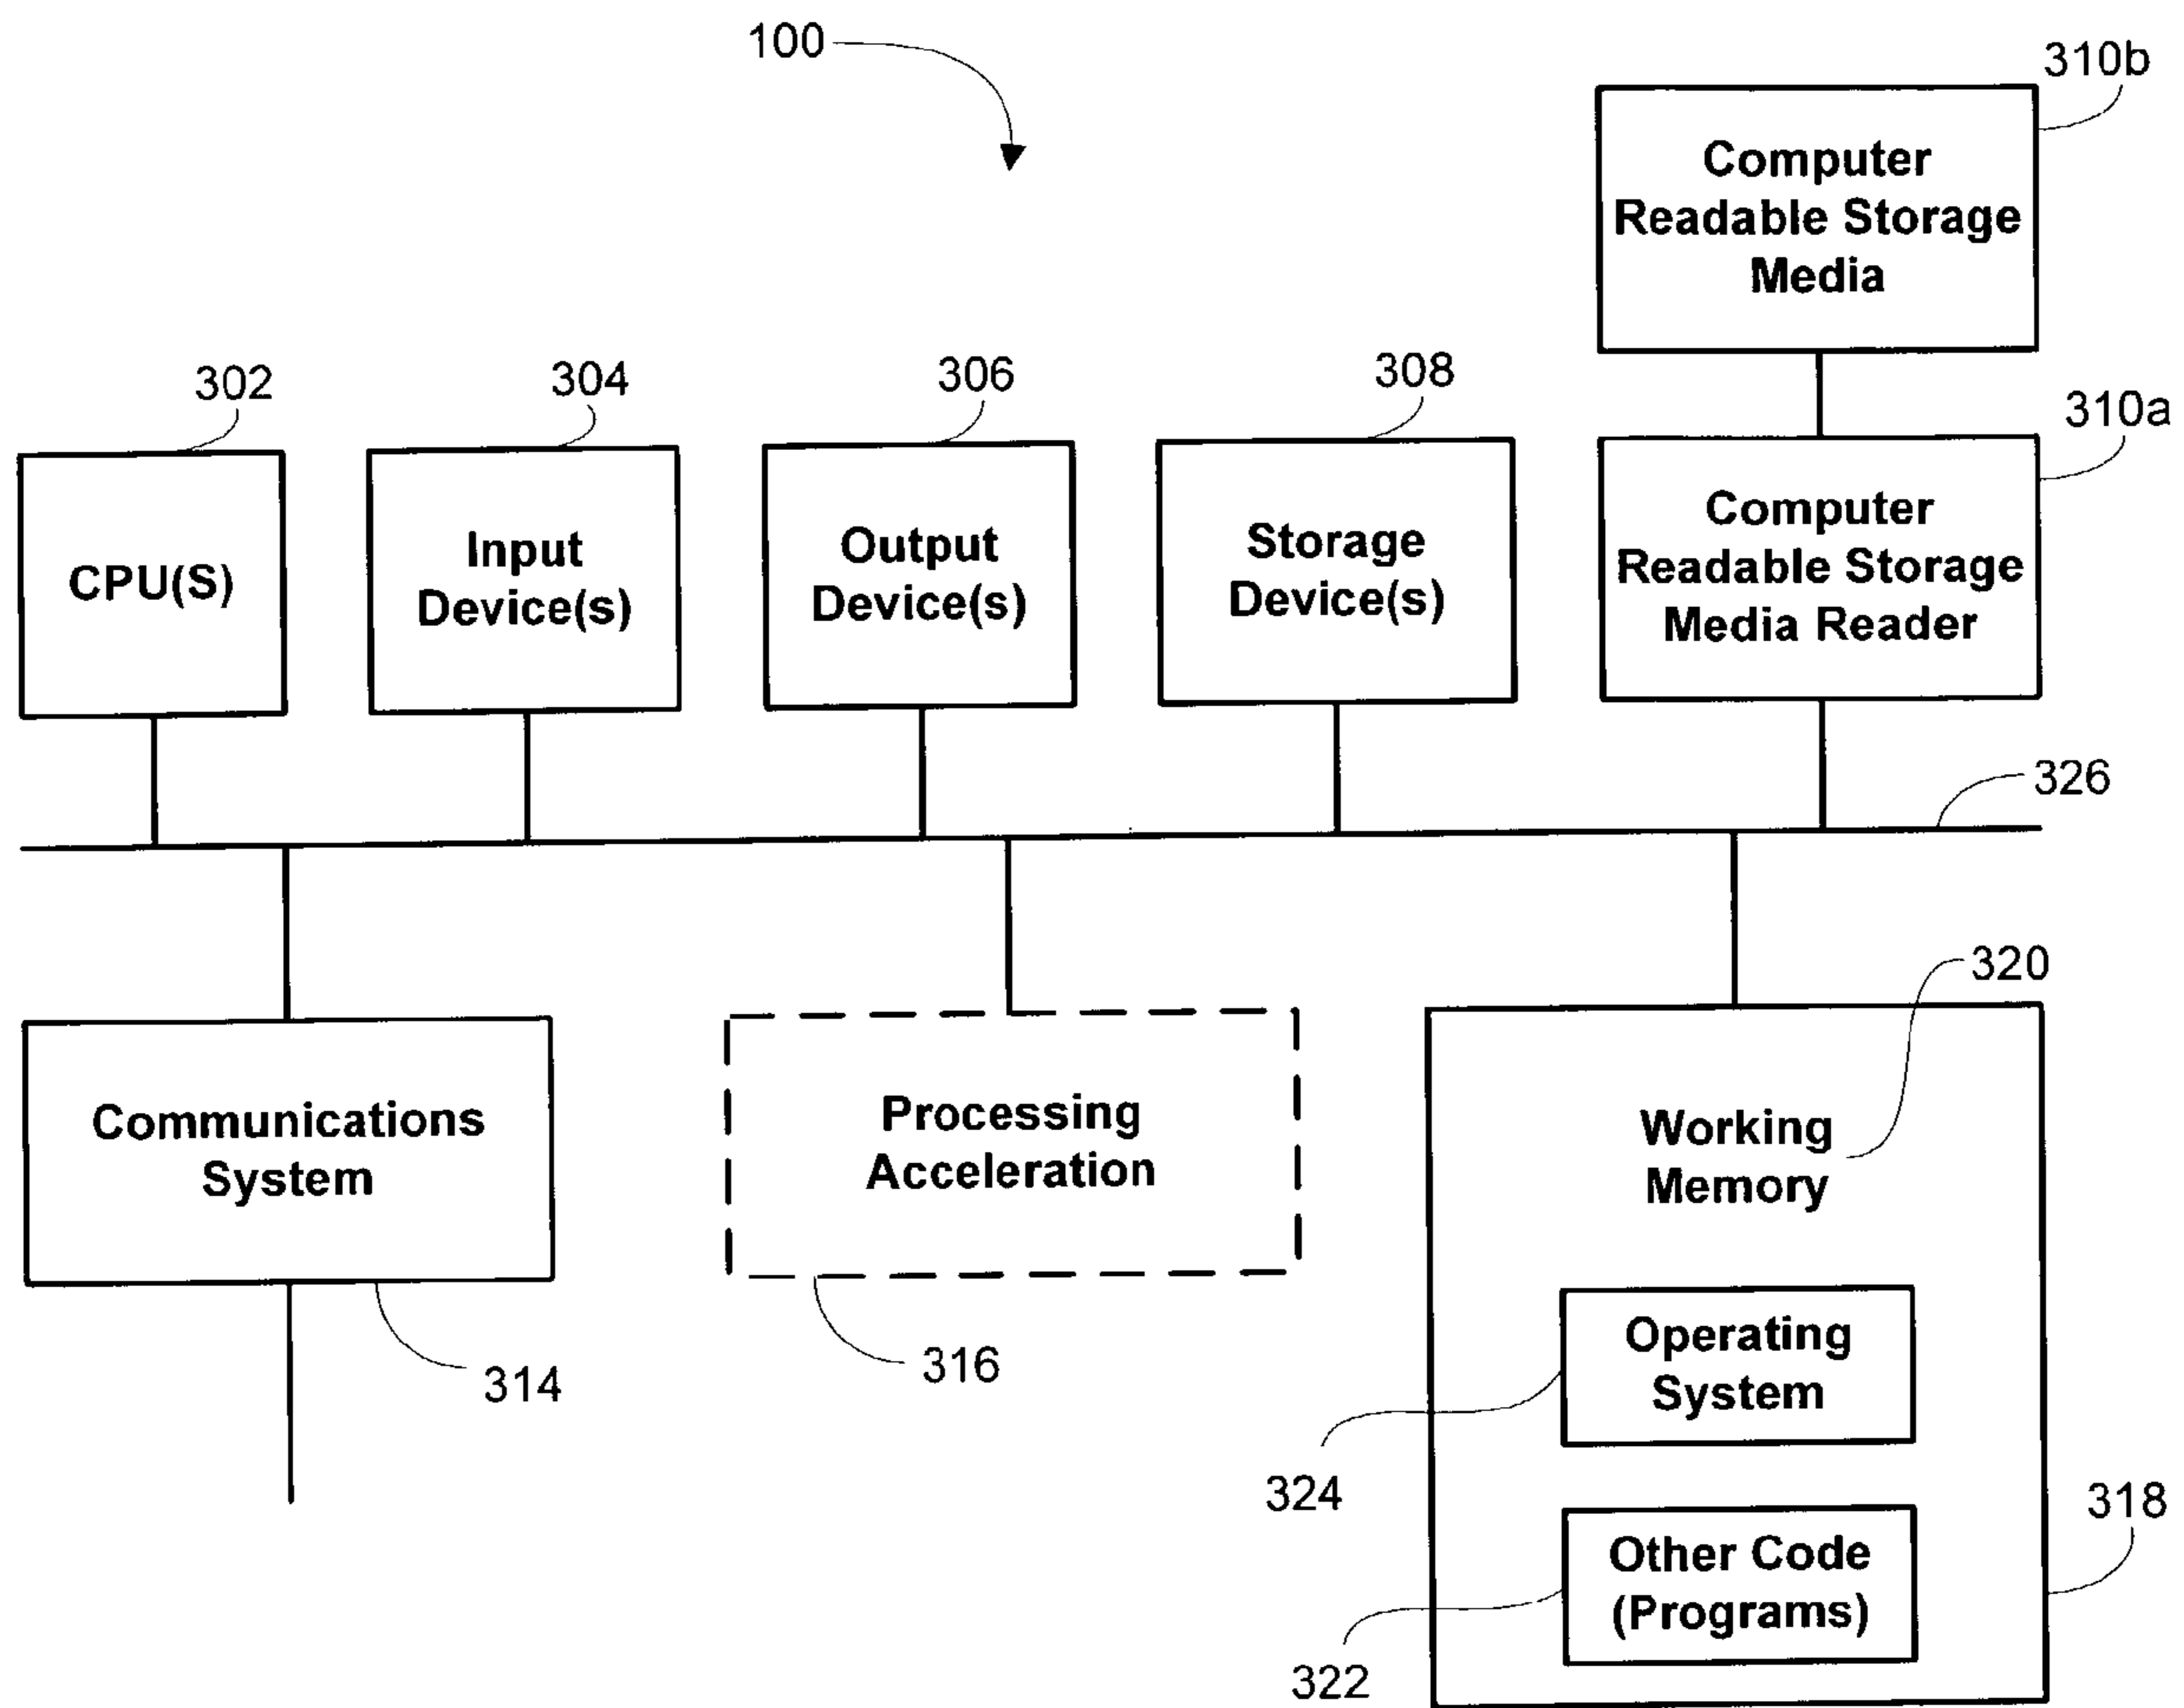 100
310b
Computer
Readable Storage
Media
302
304
306
308
310a
CPU(S)
Input
Device(s)
Output
Device(s)
Storage
Device(s)
Computer
Readable Storage
Media Reader
326
320
Communications
System
Processing
Acceleration
Working
Memory
314
316
Operating
System
324
318
Other Code
(Programs)
322